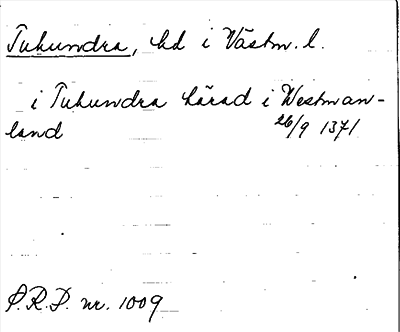 Tuhundra, hd i Västm. l.
i Tuhundra härad i Westman-
land 26/9 1371
S.R.P. nr. 1009